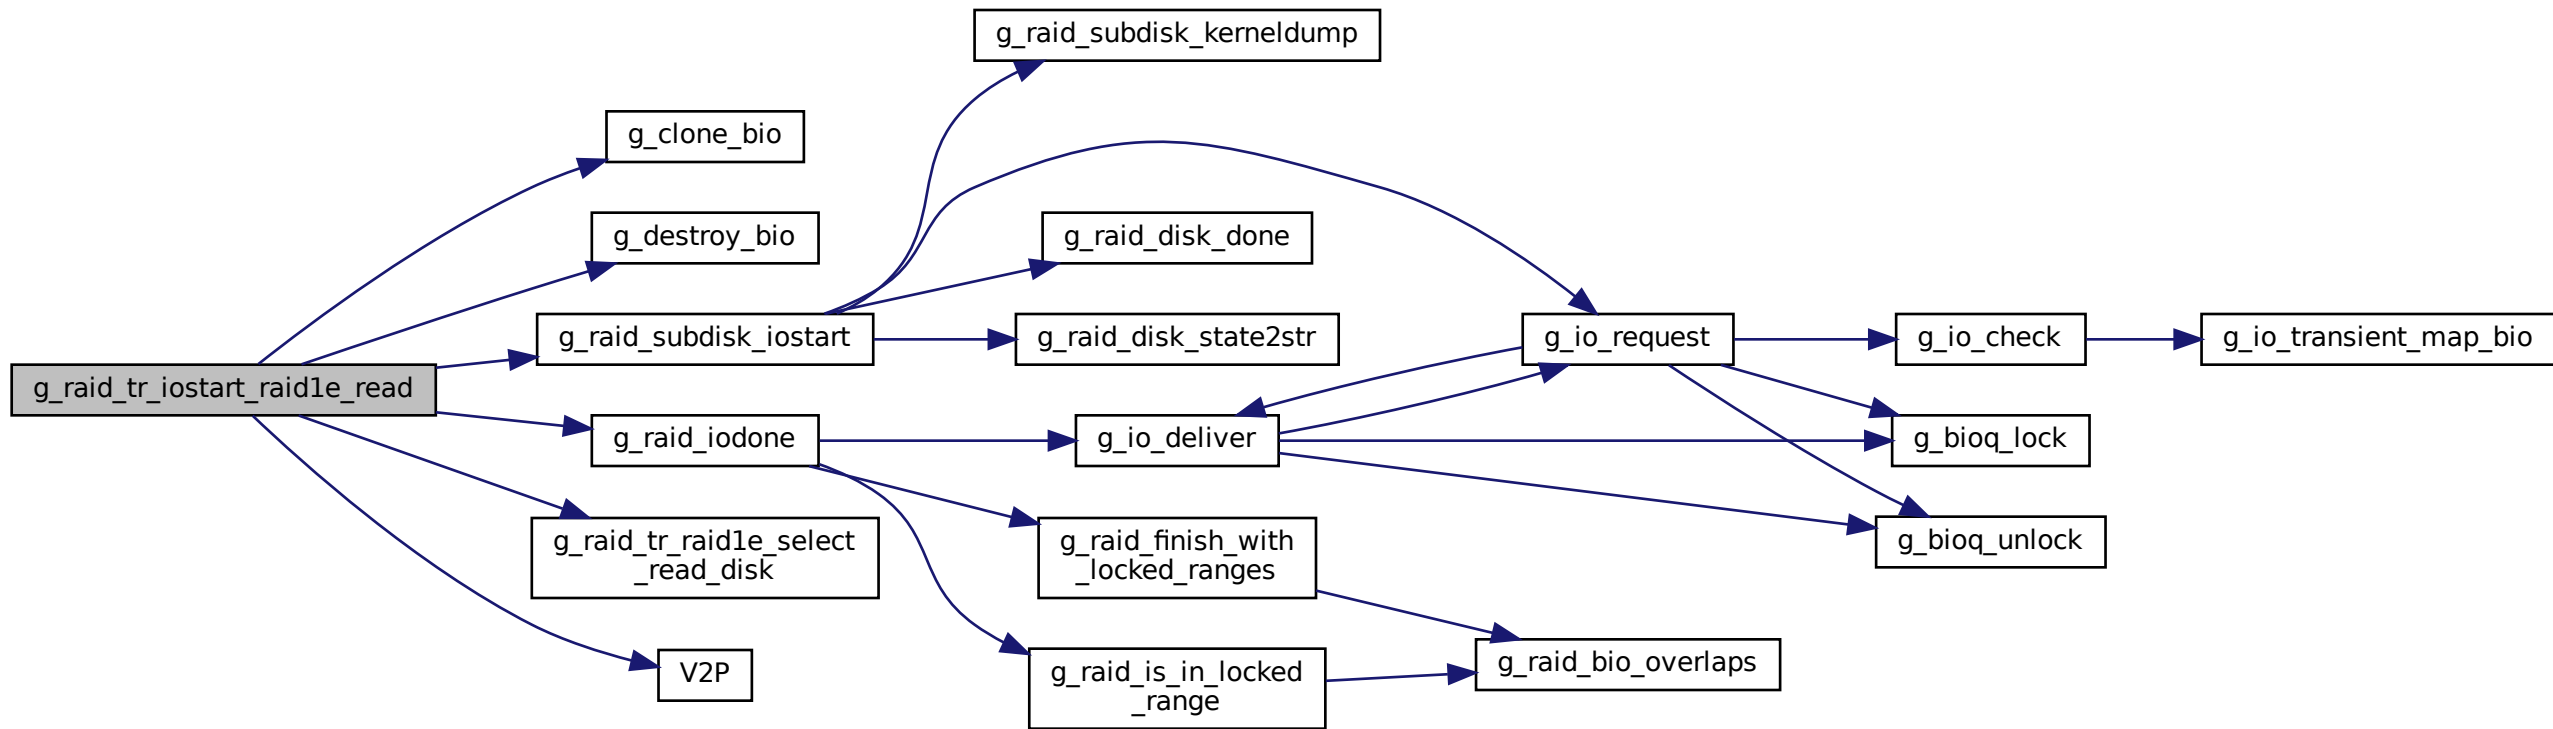 g_raid_subdisk_kerneldump
g_clone_bio
g_destroy_bio
g_raid_disk_done
g_raid_subdisk_iostart
g_raid_disk_state2str
g_io_request
g_io_check
g_io_transient_map_bio
g_raid_tr_iostart_raid1e_read
g_raid_iodone
g_io_deliver
g_bioq_lock
g_raid_tr_raid1e_select
_read_disk
g_raid_finish_with
_locked_ranges
g_bioq_unlock
V2P
g_raid_is_in_locked
_range
g_raid_bio_overlaps